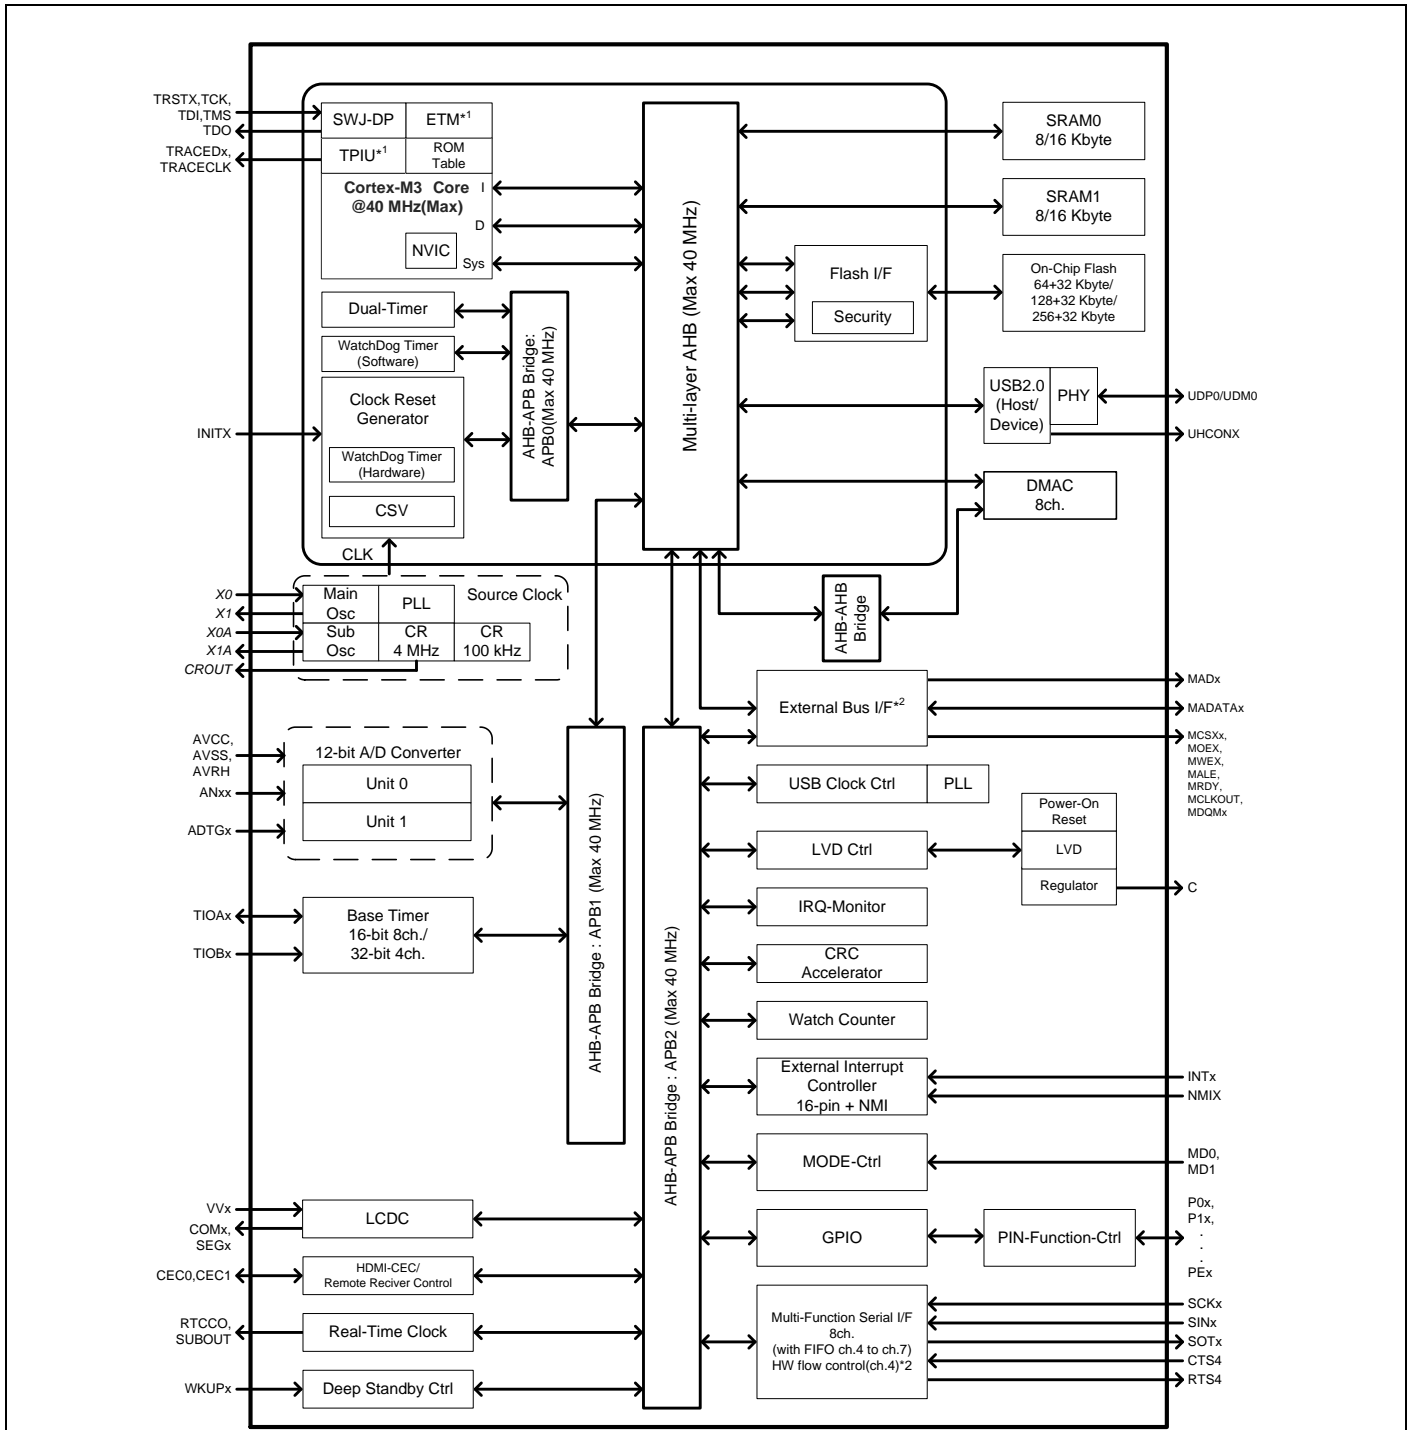 TRSTX,TCK,
TDI,TMS
TDO
TRACEDx,
TRACECLK
SWJ-DP
ETM*1
TPIU*1
ROM
Table
Cortex-M3 Core
@40 MHz(Max)
I
D
NVIC
Sys
Dual-Timer
WatchDog Timer
(Software)
Clock Reset
Generator
INITX
WatchDog Timer
(Hardware)
CSV
CLK
AHB-APB Bridge:
APB0(Max 40 MHz)
Multi-layer AHB (Max 40 MHz)
SRAM0
8/16 Kbyte
SRAM1
8/16 Kbyte
Flash I/F
Security
On-Chip Flash
64+32 Kbyte/
128+32 Kbyte/
256+32 Kbyte
USB2.0
(Host/
Device)
PHY
UDP0/UDM0
UHCONX
DMAC
8ch.
AHB-AHB
Bridge
X0
X1
X0A
X1A
CROUT
Main
Osc
PLL
Source Clock
Sub
Osc
CR
4 MHz
CR
100 kHz
AVCC,
AVSS,
AVRH
ANxx
ADTGx
12-bit A/D Converter
Unit 0
Unit 1
TIOAx
TIOBx
Base Timer
16-bit 8ch./
32-bit 4ch.
AHB-APB Bridge : APB1 (Max 40 MHz)
AHB-APB Bridge : APB2 (Max 40 MHz)
External Bus I/F*2
MADx
MADATAx
MCSXx,
MOEX,
MWEX,
MALE,
MRDY,
MCLKOUT,
MDQMx
USB Clock Ctrl
PLL
LVD Ctrl
Power-On
Reset
LVD
Regulator
C
IRQ-Monitor
CRC
Accelerator
Watch Counter
External Interrupt
Controller
16-pin + NMI
INTx
NMIX
MODE-Ctrl
MD0,
MD1
GPIO
PIN-Function-Ctrl
P0x,
P1x,
.
.
.
PEx
Multi-Function Serial I/F
8ch.
(with FIFO ch.4 to ch.7)
HW flow control(ch.4)*2
SCKx
SINx
SOTx
CTS4
RTS4
VVx
COMx,
SEGx
LCDC
CEC0,CEC1
HDMI-CEC/
Remote Reciver Control
RTCCO,
SUBOUT
Real-Time Clock
WKUPx
Deep Standby Ctrl